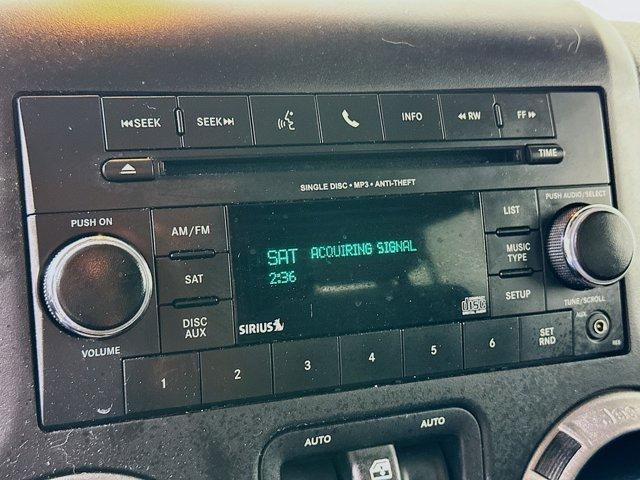 ⏮SEEK SEEK⏭ INFO ◀◀ RW FF ▶▶
TIME
SINGLE DISC • MP3 • ANTI-THEFT
PUSH ON
AM/FM
SAT
DISC
AUX
VOLUME
SAT ACQUIRING SIGNAL
2:36
SIRIUS
disc
LIST
MUSIC
TYPE
SETUP
PUSH AUDIO/SELECT
TUNE/SCROLL
AUX
1 2 3 4 5 6 SET
RND
AUTO AUTO
Jeep